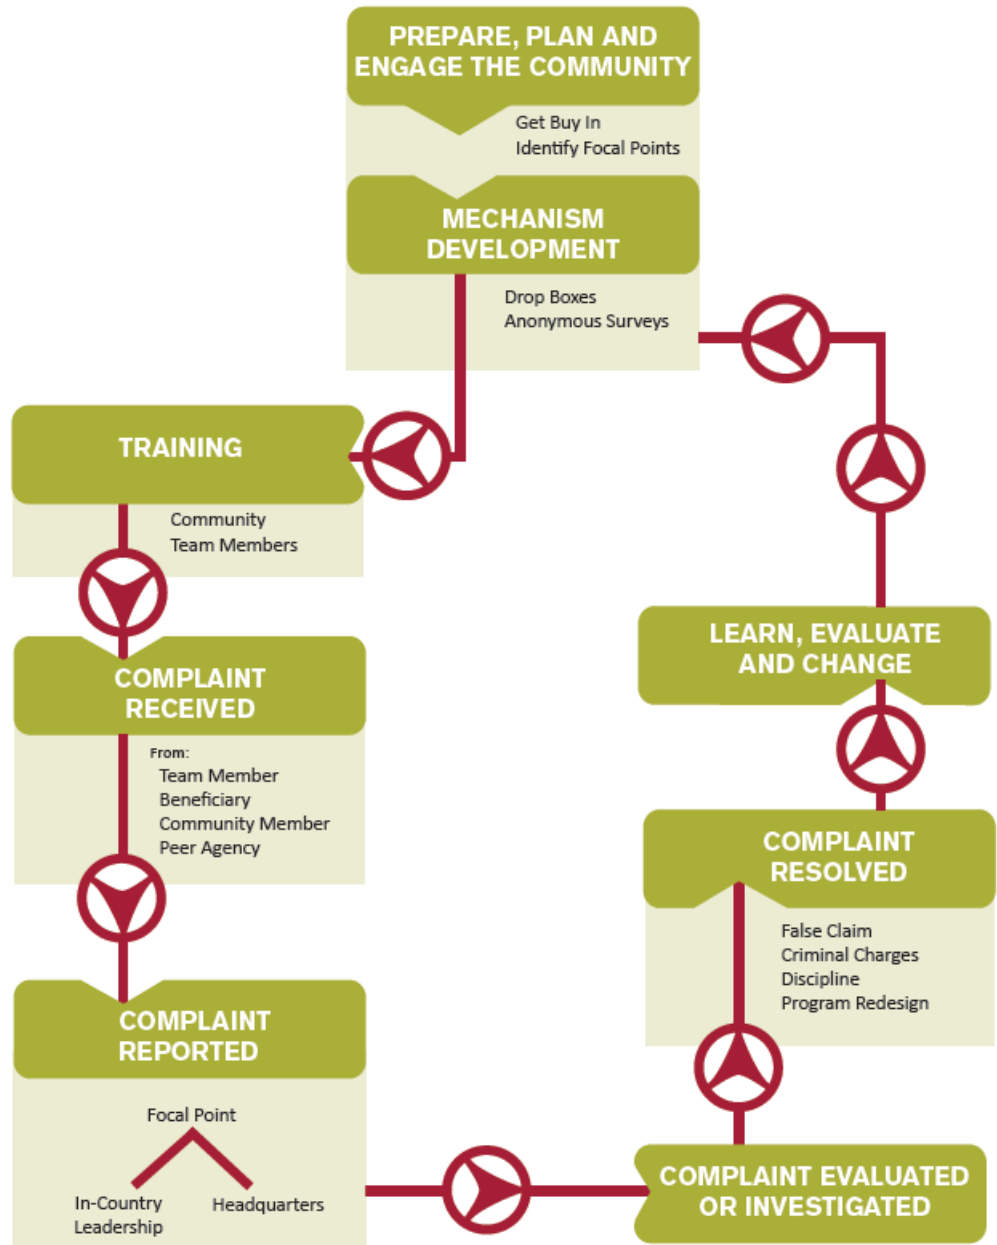 PREPARE, PLAN AND
ENGAGE THE COMMUNITY
Get Buy In
Identify Focal Points
MECHANISM
DEVELOPMENT
Drop Boxes
Anonymous Surveys
TRAINING
Community
Team Members
COMPLAINT
RECEIVED
From:
Team Member
Beneficiary
Community Member
Peer Agency
COMPLAINT
REPORTED
Focal Point
In-Country
Leadership
Headquarters
COMPLAINT EVALUATED
OR INVESTIGATED
COMPLAINT
RESOLVED
False Claim
Criminal Charges
Discipline
Program Redesign
LEARN, EVALUATE
AND CHANGE